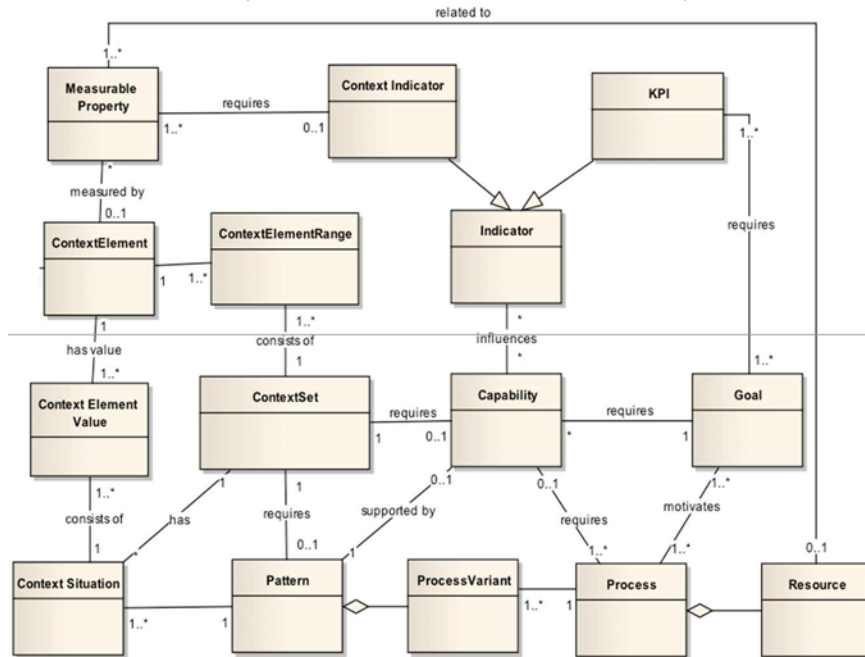 related to
1..*
Measurable
Property
requires
1..*
0..1
Context Indicator
KPI
1..*
requires
1..*
*
measured by
0..1
ContextElement
1
1..*
ContextElementRange
Indicator
1..*
consists of
1
*
influences
*
1
has value
1..*
Context Element
Value
ContextSet
requires
1
0..1
Capability
requires
*
1
Goal
1..*
consists of
1
1
has
*
1
requires
0..1
0..1
supported by
1
0..1
requires
1..*
1..*
motivates
1..*
0..1
Context Situation
1..*
1
Pattern
ProcessVariant
1..*
1
Process
Resource